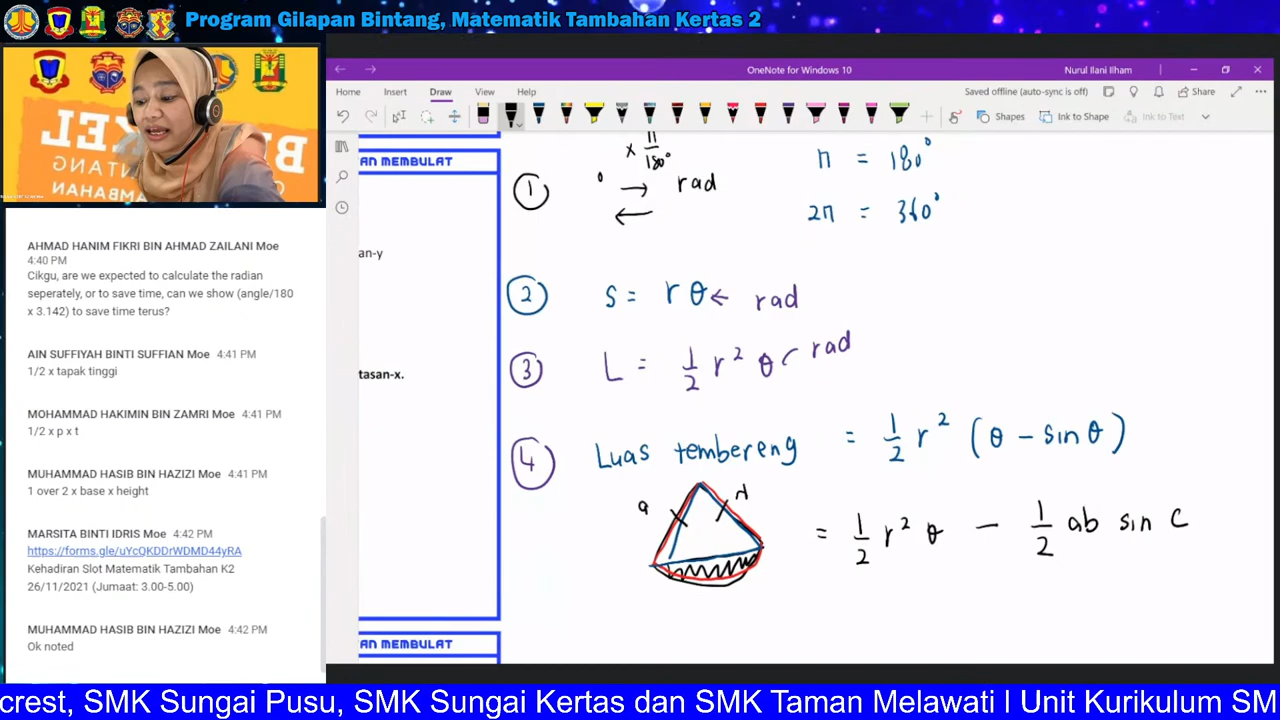 Program Gilapan Bintang, Matematik Tambahan Kertas 2
OneNote for Windows 10
Nurul Ilani Ilham
Home Insert Draw View Help
Saved offline (auto-sync is off)
Share
Shapes
Ink to Shape
Ink to Text
AN MEMBULAT
an-y
tasan-x.
AN MEMBULAT
× π/180°
① ° → rad
←
π = 180°
2π = 360°
② s = rθ ← rad
③ L = 1/2 r² θ ← rad
④ Luas tembereng = 1/2 r² (θ - sin θ)
a
= 1/2 r² θ - 1/2 ab sin C
AHMAD HANIM FIKRI BIN AHMAD ZAILANI Moe
4:40 PM
Cikgu, are we expected to calculate the radian
seperately, or to save time, can we show (angle/180
x 3.142) to save time terus?
AIN SUFFIYAH BINTI SUFFIAN Moe 4:41 PM
1/2 x tapak tinggi
MOHAMMAD HAKIMIN BIN ZAMRI Moe 4:41 PM
1/2 x p x t
MUHAMMAD HASIB BIN HAZIZI Moe 4:41 PM
1 over 2 x base x height
MARSITA BINTI IDRIS Moe 4:42 PM
https://forms.gle/uYcQKDDrWDMD44yRA
Kehadiran Slot Matematik Tambahan K2
26/11/2021 (Jumaat: 3.00-5.00)
MUHAMMAD HASIB BIN HAZIZI Moe 4:42 PM
Ok noted
crest, SMK Sungai Pusu, SMK Sungai Kertas dan SMK Taman Melawati l Unit Kurikulum SM